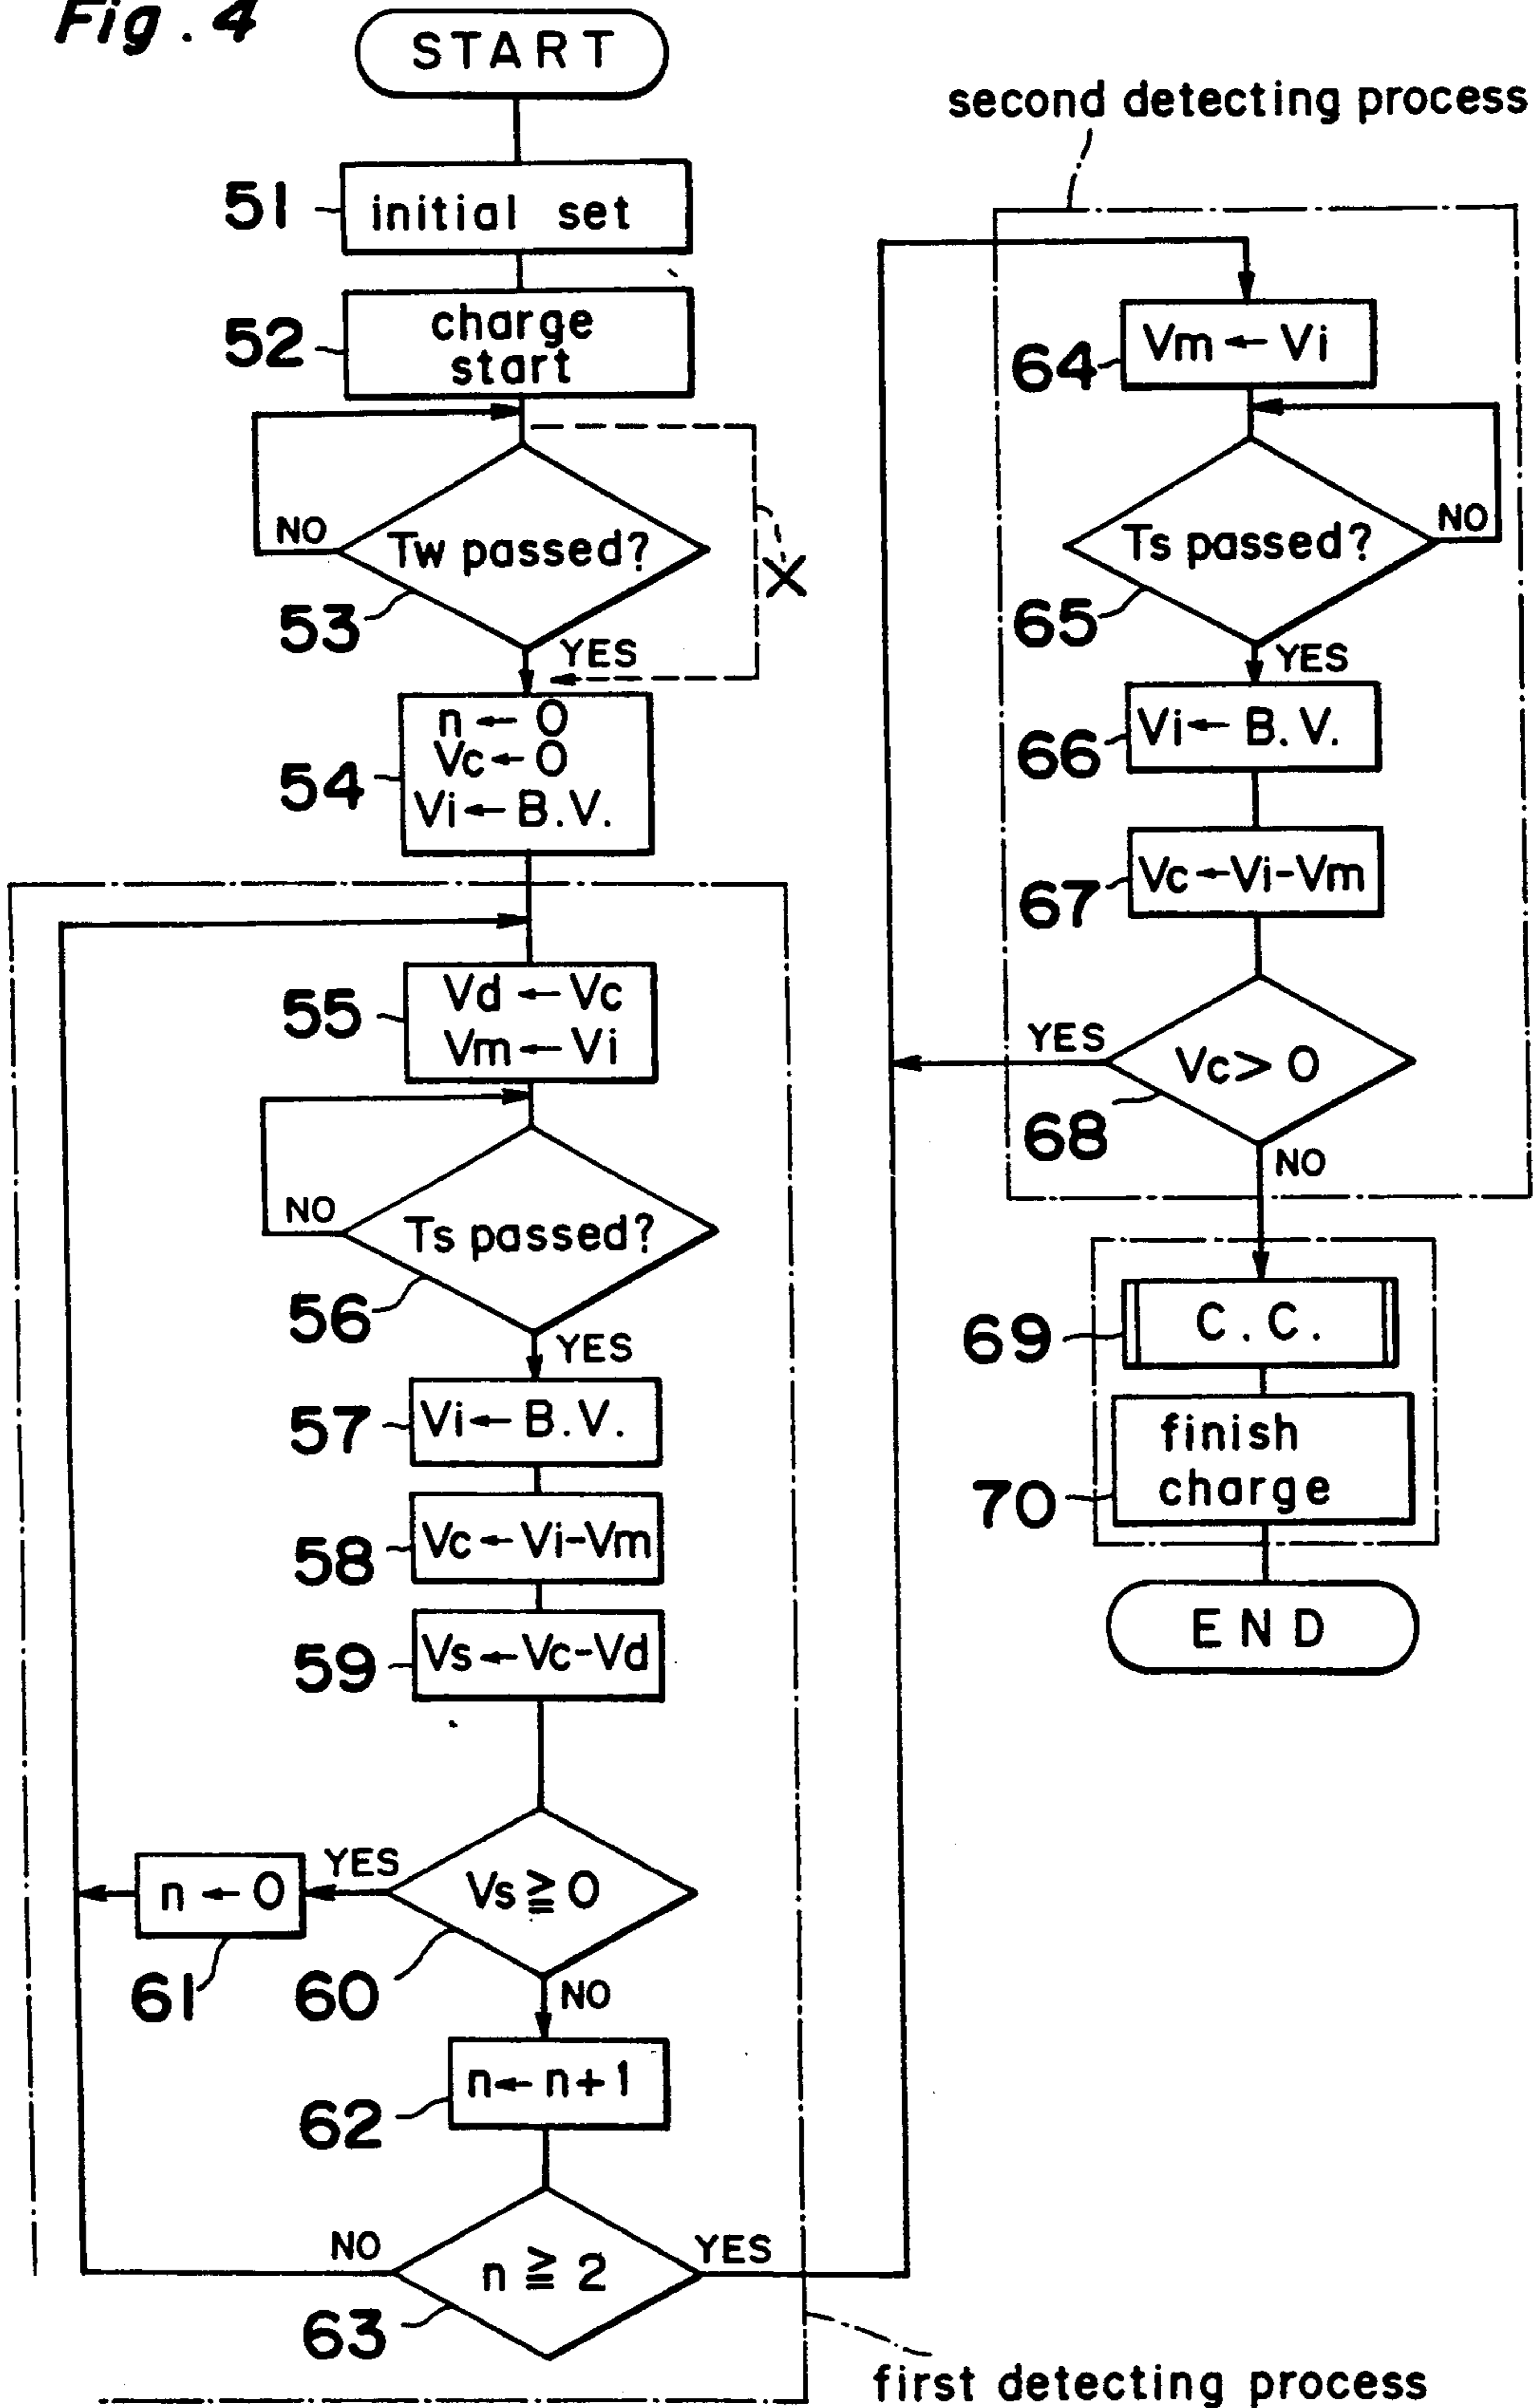 Fig. 4
START
51
initial set
52
charge
start
NO
Tw passed?
X
53
YES
54
n ← 0
Vc ← 0
Vi ← B.V.
55
Vd ← Vc
Vm ← Vi
NO
Ts passed?
56
YES
57
Vi ← B.V.
58
Vc ← Vi-Vm
59
Vs ← Vc-Vd
n ← 0
YES
Vs ≧ 0
61
60
NO
62
n ← n+1
NO
n ≧ 2
YES
63
first detecting process
second detecting process
64
Vm ← Vi
Ts passed?
NO
65
YES
66
Vi ← B.V.
67
Vc ← Vi-Vm
YES
Vc > 0
68
NO
69
C.C.
70
finish
charge
END